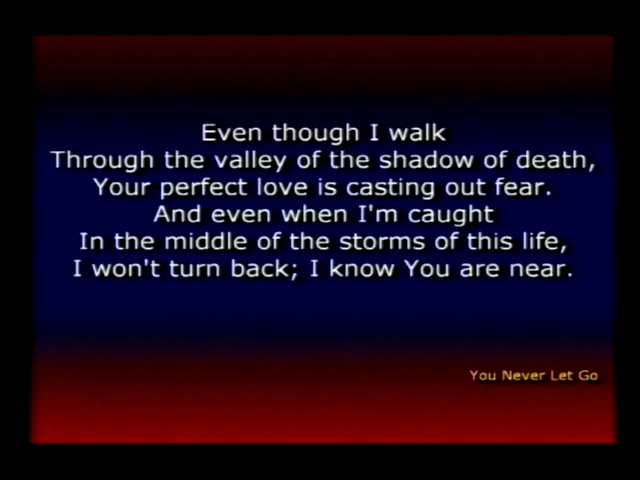 Even though I walk
Through the valley of the shadow of death,
Your perfect love is casting out fear.
And even when I'm caught
In the middle of the storms of this life,
I won't turn back; I know You are near.
You Never Let Go